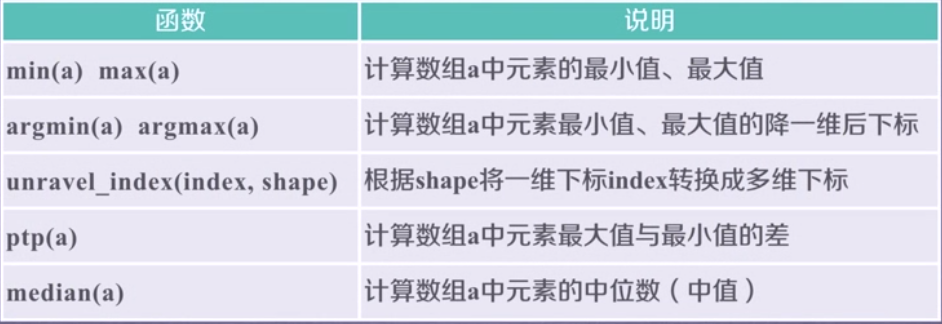 函数 说明
min(a) max(a) 计算数组a中元素的最小值、最大值
argmin(a) argmax(a) 计算数组a中元素最小值、最大值的降一维后下标
unravel_index(index, shape) 根据shape将一维下标index转换成多维下标
ptp(a) 计算数组a中元素最大值与最小值的差
median(a) 计算数组a中元素的中位数（中值）